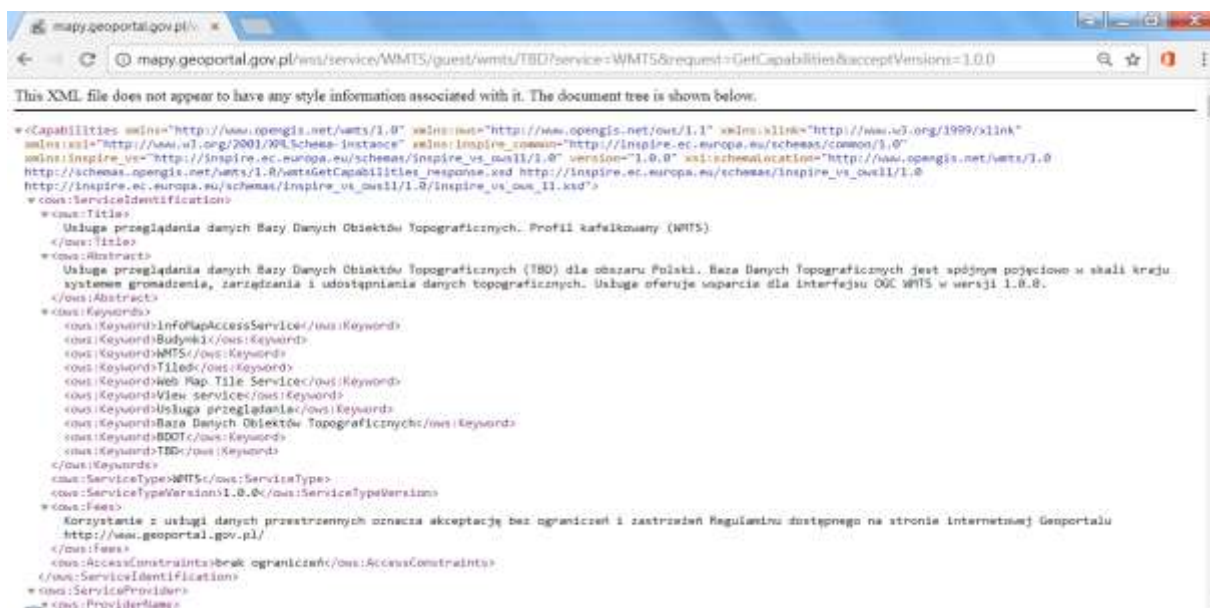 mapy.geoportal.gov.pl/
mapy.geoportal.gov.pl/wss/service/WMTS/guest/wmts/TBD?service=WMTS&request=GetCapabilities&acceptVersions=1.0.0
This XML file does not appear to have any style information associated with it. The document tree is shown below.
<Capabilities xmlns="http://www.opengis.net/wmts/1.0" xmlns:ows="http://www.opengis.net/ows/1.1" xmlns:xlink="http://www.w3.org/1999/xlink"
xmlns:xsi="http://www.w3.org/2001/XMLSchema-instance" xmlns:inspire_common="http://inspire.ec.europa.eu/schemas/common/1.0"
xmlns:inspire_vs="http://inspire.ec.europa.eu/schemas/inspire_vs_ows11/1.0" version="1.0.0" xsi:schemaLocation="http://www.opengis.net/wmts/1.0
http://schemas.opengis.net/wmts/1.0/wmtsGetCapabilities_response.xsd http://inspire.ec.europa.eu/schemas/inspire_vs_ows11/1.0
http://inspire.ec.europa.eu/schemas/inspire_vs_ows11/1.0/inspire_vs_ows_11.xsd">
<ows:ServiceIdentification>
<ows:Title>
Usługa przeglądania danych Bazy Danych Obiektów Topograficznych. Profil kafelkowany (WMTS)
</ows:Title>
<ows:Abstract>
Usługa przeglądania danych Bazy Danych Obiektów Topograficznych (TBD) dla obszaru Polski. Baza Danych Topograficznych jest spójnym pojęciowo w skali kraju
systemem gromadzenia, zarządzania i udostępniania danych topograficznych. Usługa oferuje wsparcie dla interfejsu OGC WMTS w wersji 1.0.0.
</ows:Abstract>
<ows:Keywords>
<ows:Keyword>infoMapAccessService</ows:Keyword>
<ows:Keyword>Budynki</ows:Keyword>
<ows:Keyword>WMTS</ows:Keyword>
<ows:Keyword>Tiled</ows:Keyword>
<ows:Keyword>Web Map Tile Service</ows:Keyword>
<ows:Keyword>View service</ows:Keyword>
<ows:Keyword>Usługa przeglądania</ows:Keyword>
<ows:Keyword>Baza Danych Obiektów Topograficznych</ows:Keyword>
<ows:Keyword>BDOT</ows:Keyword>
<ows:Keyword>TBD</ows:Keyword>
</ows:Keywords>
<ows:ServiceType>WMTS</ows:ServiceType>
<ows:ServiceTypeVersion>1.0.0</ows:ServiceTypeVersion>
<ows:Fees>
Korzystanie z usługi danych przestrzennych oznacza akceptację bez ograniczeń i zastrzeżeń Regulaminu dostępnego na stronie internetowej Geoportalu
http://www.geoportal.gov.pl/
</ows:Fees>
<ows:AccessConstraints>brak ograniczeń</ows:AccessConstraints>
</ows:ServiceIdentification>
<ows:ServiceProvider>
<ows:ProviderName>